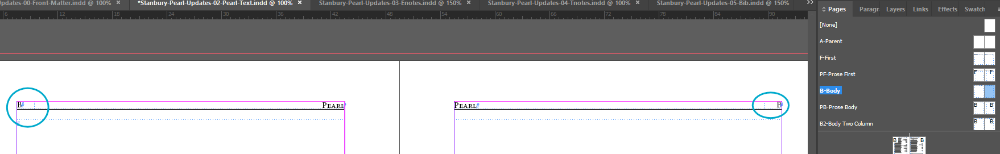 Updates-00-Front-Matter.indd @ 100% × *Stanbury-Pearl-Updates-02-Pearl-Text.indd @ 100% × Stanbury-Pearl-Updates-03-Enotes.indd @ 150% × Stanbury-Pearl-Updates-04-Tnotes.indd @ 100% × Stanbury-Pearl-Updates-05-Bib.indd @ 150% >>
6 12 18 24 30 36 42 48 54 60 66 72 78 84 90
B# Pearl# Pearl# B#
#
Pages Paragr Layers Links Effects Swatch
[None]
A-Parent
F-First
PF-Prose First F F
B-Body
PB-Prose Body B B
B2-Body Two Column B B
B B